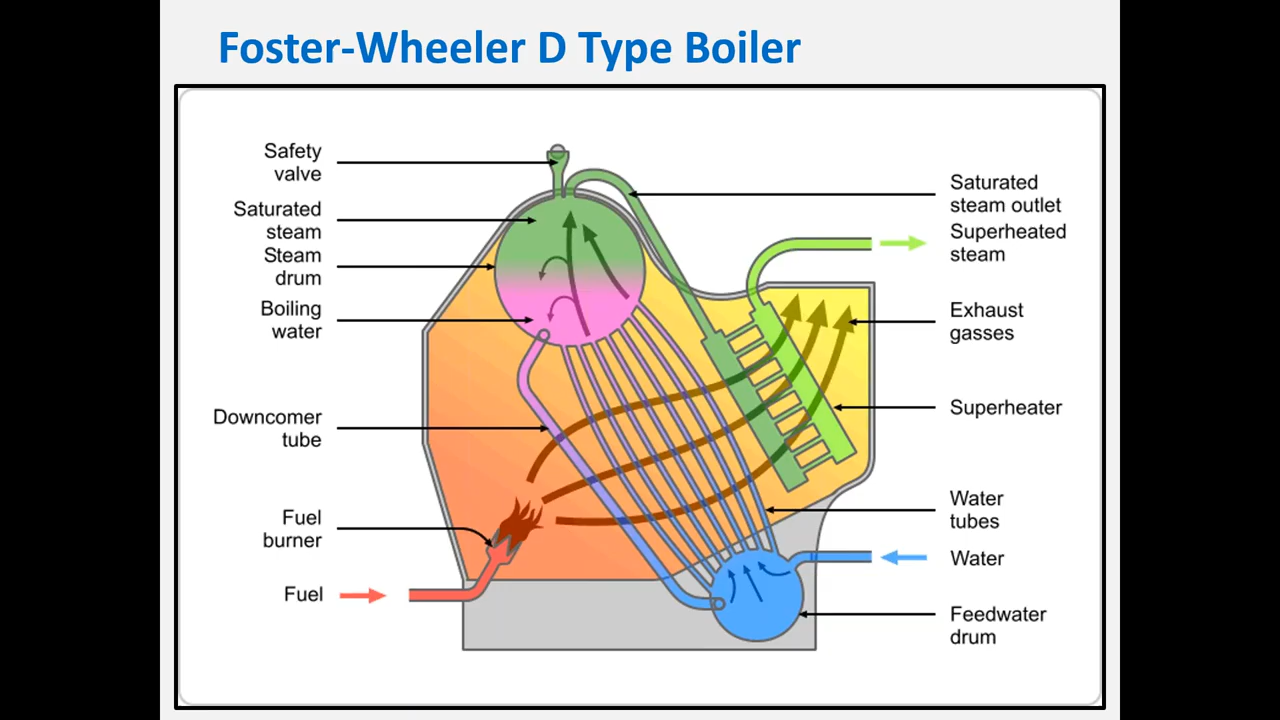 Foster-Wheeler D Type Boiler
Safety
valve
Saturated
steam
Steam
drum
Boiling
water
Downcomer
tube
Fuel
burner
Fuel
Saturated
steam outlet
Superheated
steam
Exhaust
gasses
Superheater
Water
tubes
Water
Feedwater
drum